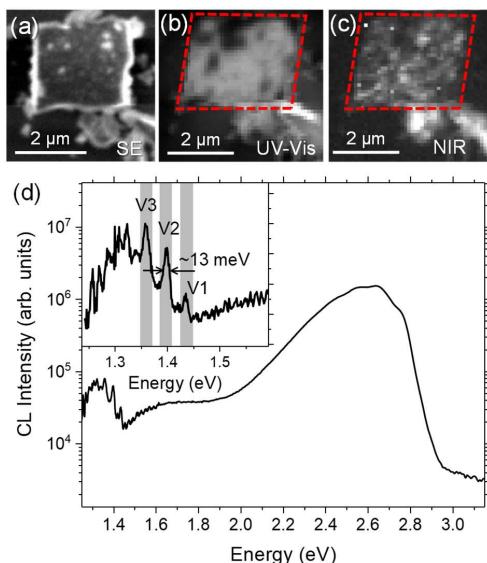 (a)
(b)
(c)
2 µm
SE
2 µm
UV-Vis
2 µm
NIR
(d)
CL Intensity (arb. units)
10⁷
10⁶
10⁵
10⁴
V3
V2
~13 meV
V1
1.3 1.4 1.5
Energy (eV)
1.4 1.6 1.8 2.0 2.2 2.4 2.6 2.8 3.0
Energy (eV)